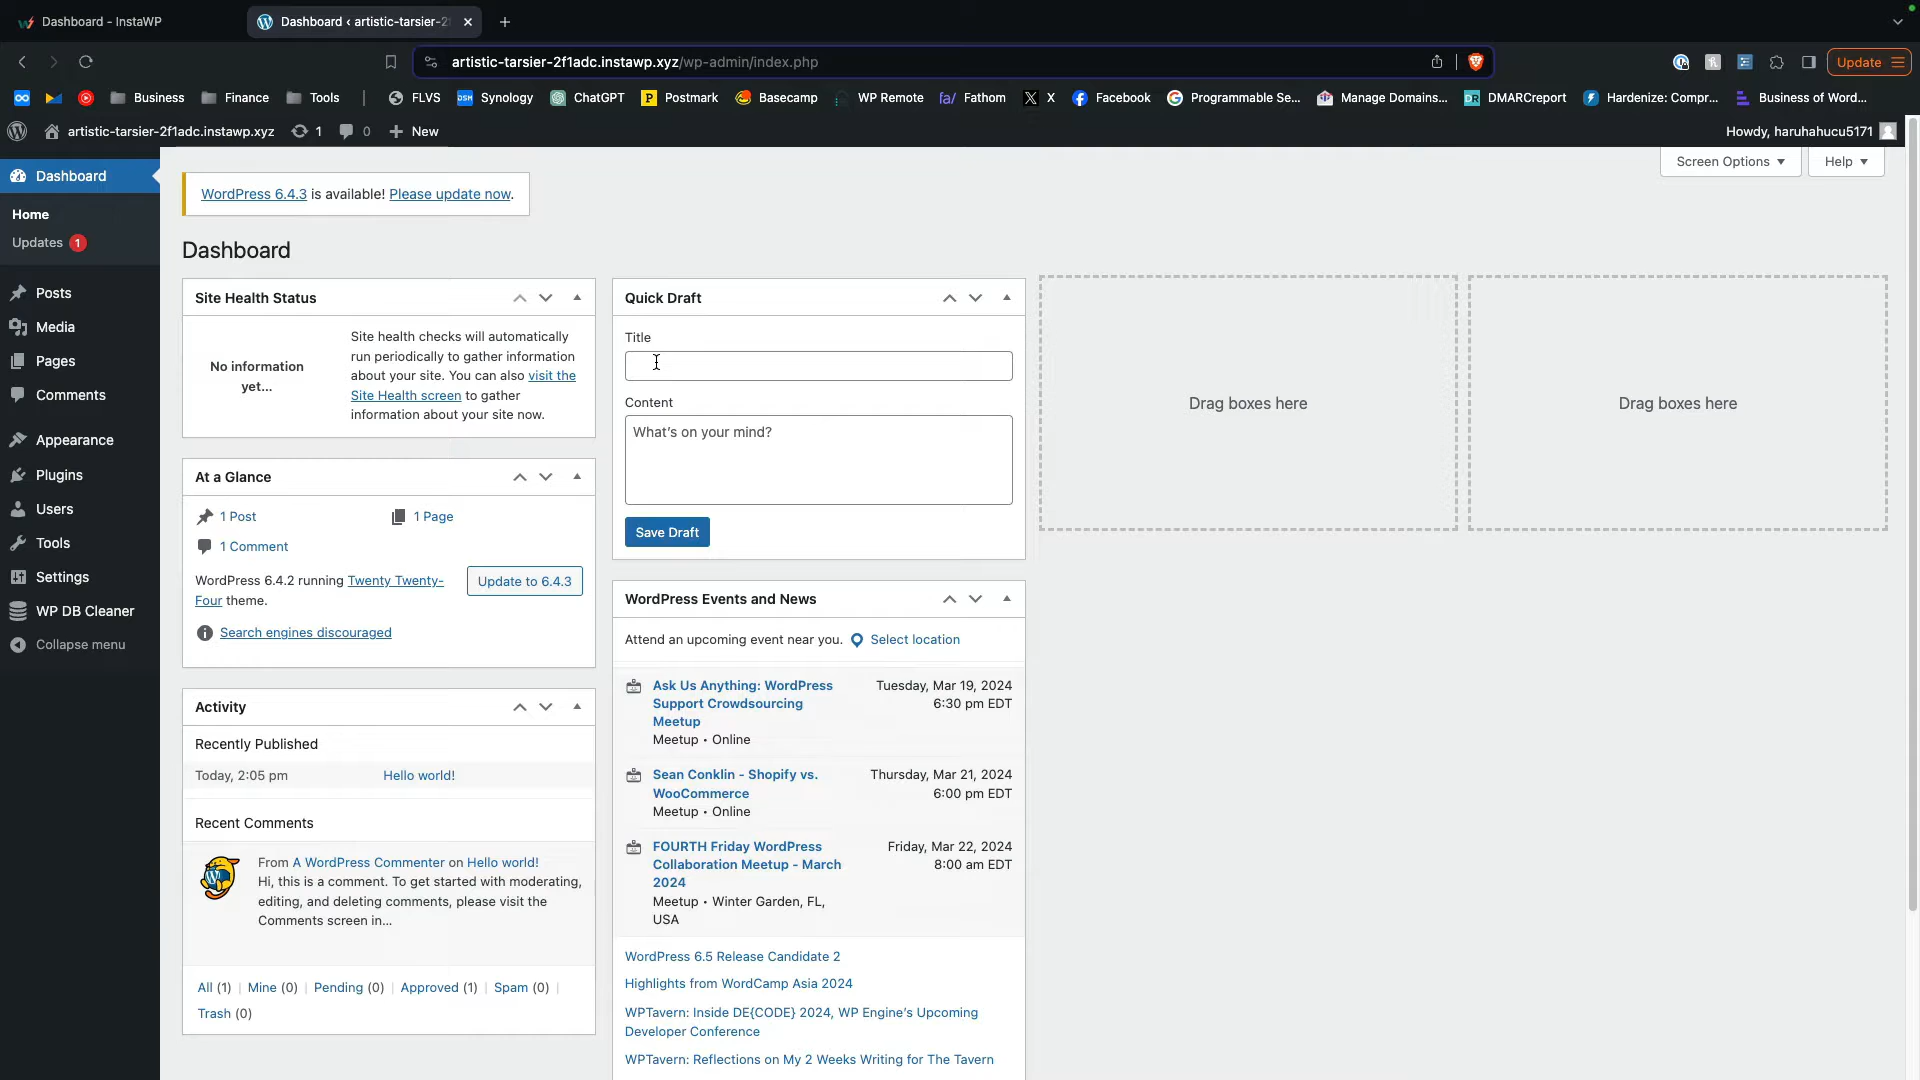 Dashboard - InstaWP
Dashboard ‹ artistic-tarsier-2f
artistic-tarsier-2f1adc.instawp.xyz/wp-admin/index.php
Update
Business
Finance
Tools
FLVS
Synology
ChatGPT
Postmark
Basecamp
WP Remote
Fathom
X
Facebook
Programmable Se...
Manage Domains...
DMARCreport
Hardenize: Compr...
Business of Word...
artistic-tarsier-2f1adc.instawp.xyz
1
0
New
Howdy, haruhahucu5171
Screen Options
Help
Dashboard
Home
Updates 1
Posts
Media
Pages
Comments
Appearance
Plugins
Users
Tools
Settings
WP DB Cleaner
Collapse menu
WordPress 6.4.3 is available! Please update now.
Dashboard
Site Health Status
No information
yet...
Site health checks will automatically
run periodically to gather information
about your site. You can also visit the
Site Health screen to gather
information about your site now.
At a Glance
1 Post
1 Page
1 Comment
WordPress 6.4.2 running Twenty Twenty-
Four theme.
Update to 6.4.3
Search engines discouraged
Activity
Recently Published
Today, 2:05 pm
Hello world!
Recent Comments
From A WordPress Commenter on Hello world!
Hi, this is a comment. To get started with moderating,
editing, and deleting comments, please visit the
Comments screen in...
All (1) | Mine (0) | Pending (0) | Approved (1) | Spam (0) |
Trash (0)
Quick Draft
Title
Content
What's on your mind?
Save Draft
WordPress Events and News
Attend an upcoming event near you. Select location
Ask Us Anything: WordPress
Support Crowdsourcing
Meetup
Meetup • Online
Tuesday, Mar 19, 2024
6:30 pm EDT
Sean Conklin - Shopify vs.
WooCommerce
Meetup • Online
Thursday, Mar 21, 2024
6:00 pm EDT
FOURTH Friday WordPress
Collaboration Meetup - March
2024
Meetup • Winter Garden, FL,
USA
Friday, Mar 22, 2024
8:00 am EDT
WordPress 6.5 Release Candidate 2
Highlights from WordCamp Asia 2024
WPTavern: Inside DE{CODE} 2024, WP Engine's Upcoming
Developer Conference
WPTavern: Reflections on My 2 Weeks Writing for The Tavern
Drag boxes here
Drag boxes here